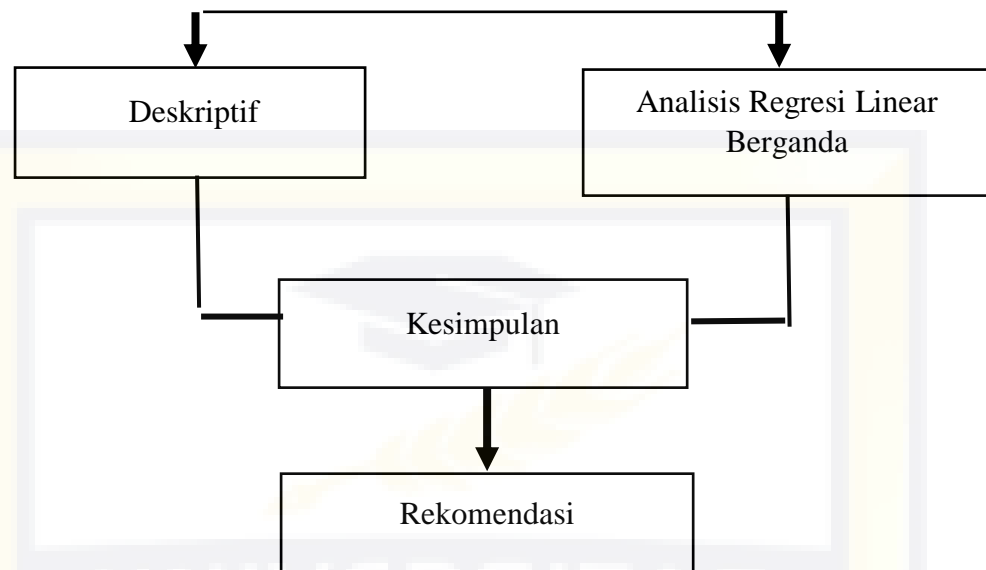 Deskriptif
Analisis Regresi Linear
Berganda
Kesimpulan
Rekomendasi